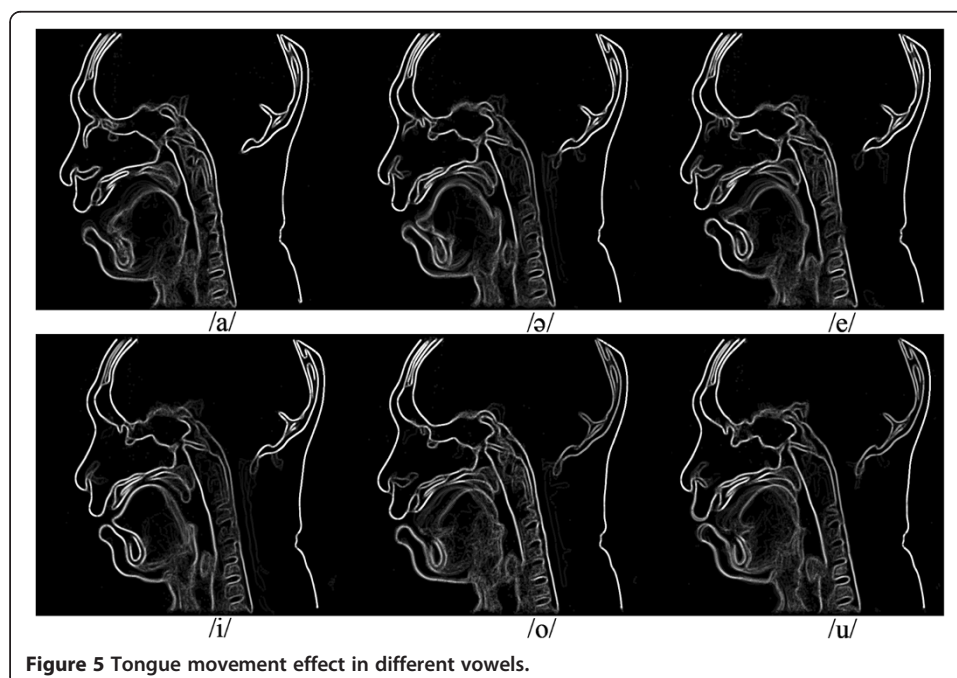 /a/ /ə/ /e/
/i/ /o/ /u/
Figure 5 Tongue movement effect in different vowels.